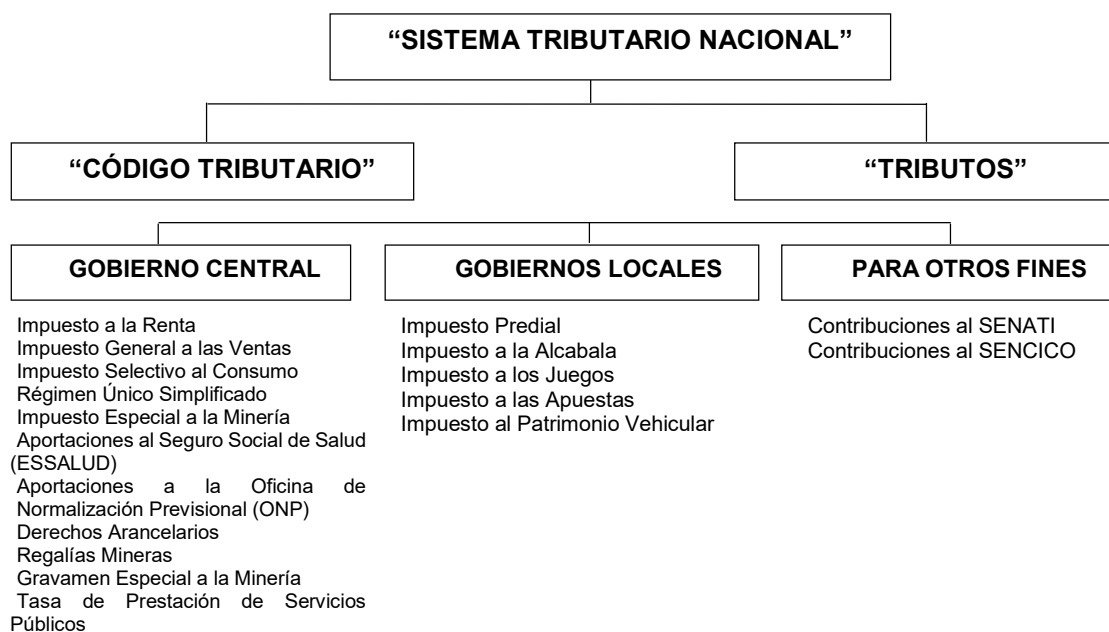 “SISTEMA TRIBUTARIO NACIONAL”
“CÓDIGO TRIBUTARIO”
“TRIBUTOS”
GOBIERNO CENTRAL
Impuesto a la Renta
Impuesto General a las Ventas
Impuesto Selectivo al Consumo
Régimen Único Simplificado
Impuesto Especial a la Minería
Aportaciones al Seguro Social de Salud
(ESSALUD)
Aportaciones a la Oficina de
Normalización Previsional (ONP)
Derechos Arancelarios
Regalías Mineras
Gravamen Especial a la Minería
Tasa de Prestación de Servicios
Públicos
GOBIERNOS LOCALES
Impuesto Predial
Impuesto a la Alcabala
Impuesto a los Juegos
Impuesto a las Apuestas
Impuesto al Patrimonio Vehicular
PARA OTROS FINES
Contribuciones al SENATI
Contribuciones al SENCICO